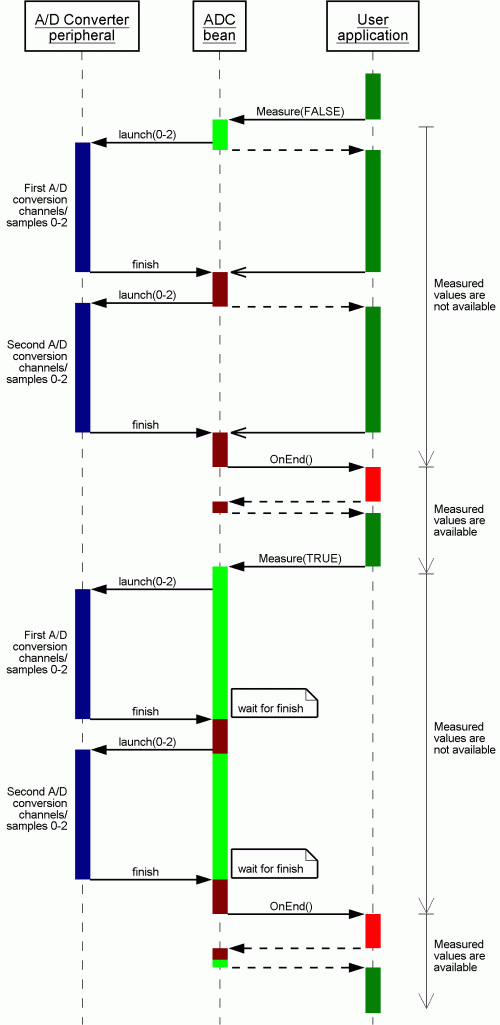 A/D Converter
peripheral
ADC
bean
User
application
Measure(FALSE)
launch(0-2)
First A/D
conversion
channels/
samples 0-2
finish
Measured
values are
not available
launch(0-2)
Second A/D
conversion
channels/
samples 0-2
finish
OnEnd()
Measured
values are
available
Measure(TRUE)
launch(0-2)
First A/D
conversion
channels/
samples 0-2
wait for finish
finish
Measured
values are
not available
launch(0-2)
Second A/D
conversion
channels/
samples 0-2
wait for finish
finish
OnEnd()
Measured
values are
available